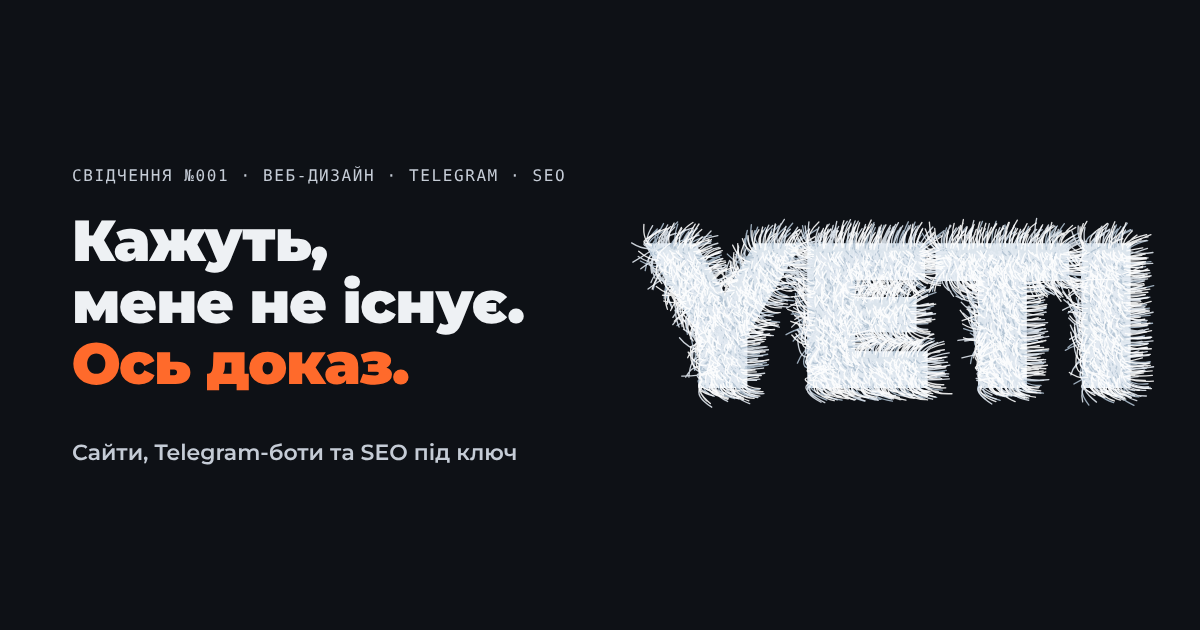 СВІДЧЕННЯ №001 · ВЕБ-ДИЗАЙН · TELEGRAM · SEO
Кажуть,
мене не існує.
Ось доказ.
Сайти, Telegram-боти та SEO під ключ
YETI